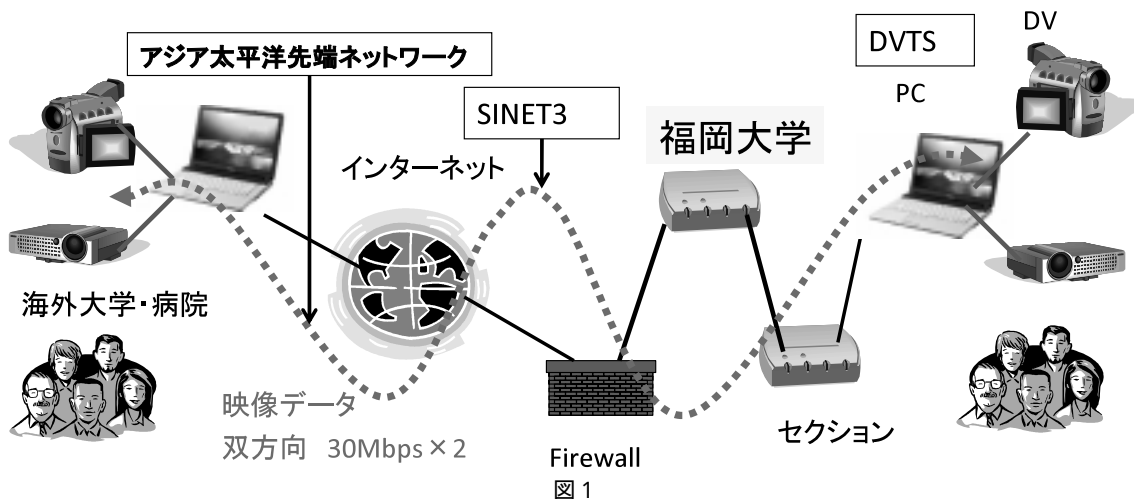 アジア太平洋先端ネットワーク
SINET3
DVTS
DV
PC
インターネット
福岡大学
海外大学・病院
映像データ
双方向 30Mbps×2
セクション
Firewall
図1